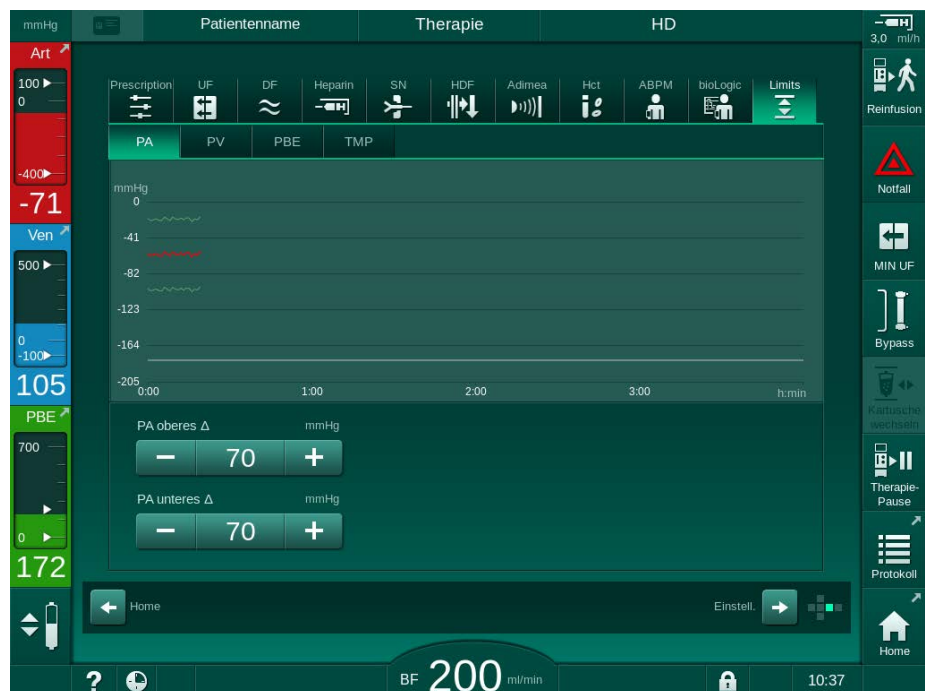 mmHg
Patientenname
Therapie
HD
3,0 ml/h
Art
100
0
-400
-71
Ven
500
0
-100
105
PBE
700
0
172
Prescription
UF
DF
Heparin
SN
HDF
Adimea
Hct
ABPM
bioLogic
Limits
PA
PV
PBE
TMP
mmHg
0
-41
-82
-123
-164
-205
0:00
1:00
2:00
3:00
h:min
PA oberes Δ
mmHg
− 70 +
PA unteres Δ
mmHg
− 70 +
Home
Einstell.
Reinfusion
Notfall
MIN UF
Bypass
Kartusche
wechseln
Therapie-
Pause
Protokoll
Home
?
BF 200 ml/min
10:37